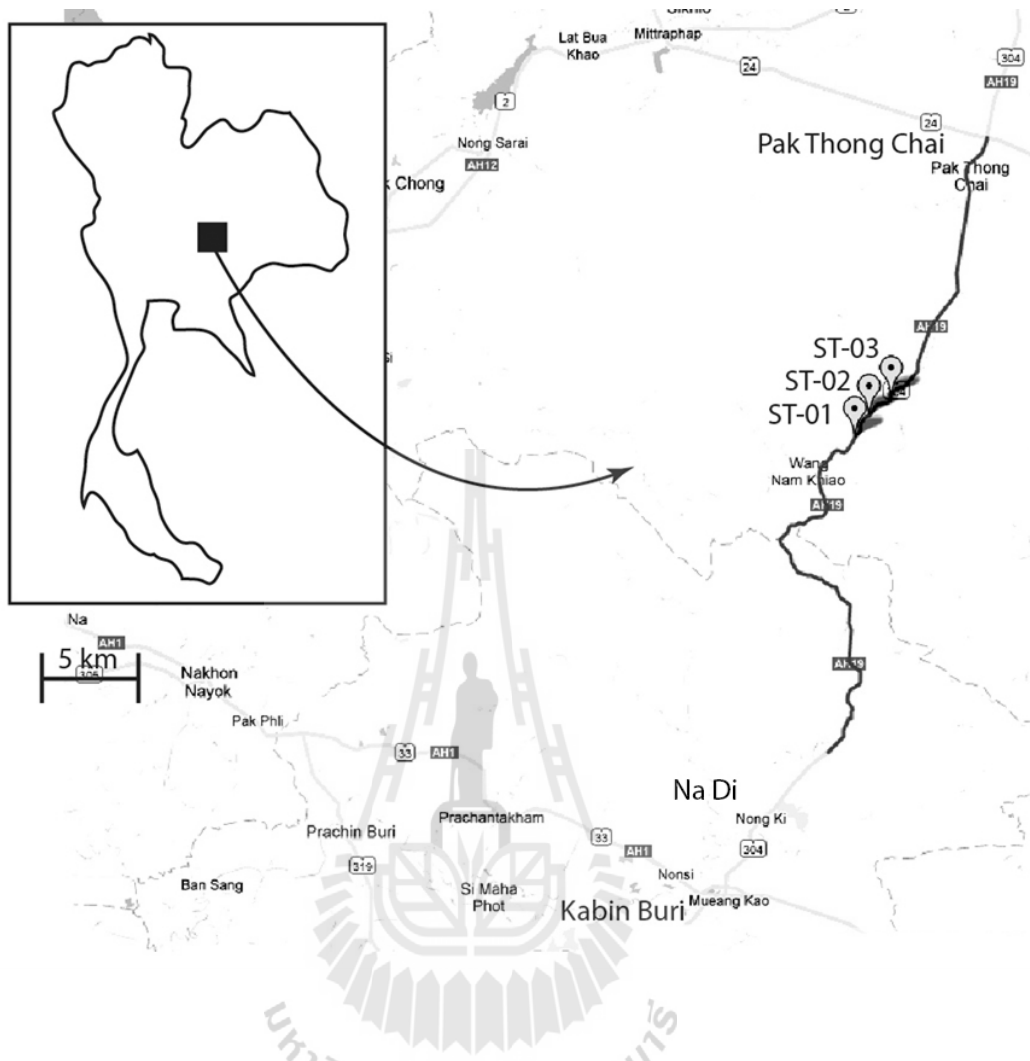 Lat Bua
Khao
Mittraphap
24
304
AH19
2
24
Nong Sarai
Pak Thong Chai
AH12
k Chong
Pak Thong
Chai
AH19
ST-03
ST-02
ST-01
Wang
Nam Khiao
AH19
Na
AH1
5 km
305
AH19
Nakhon
Nayok
Pak Phli
33
AH1
Na Di
Prachantakham
Nong Ki
Prachin Buri
33
AH1
304
319
Nonsi
Ban Sang
Si Maha
Phot
Mueang Kao
Kabin Buri